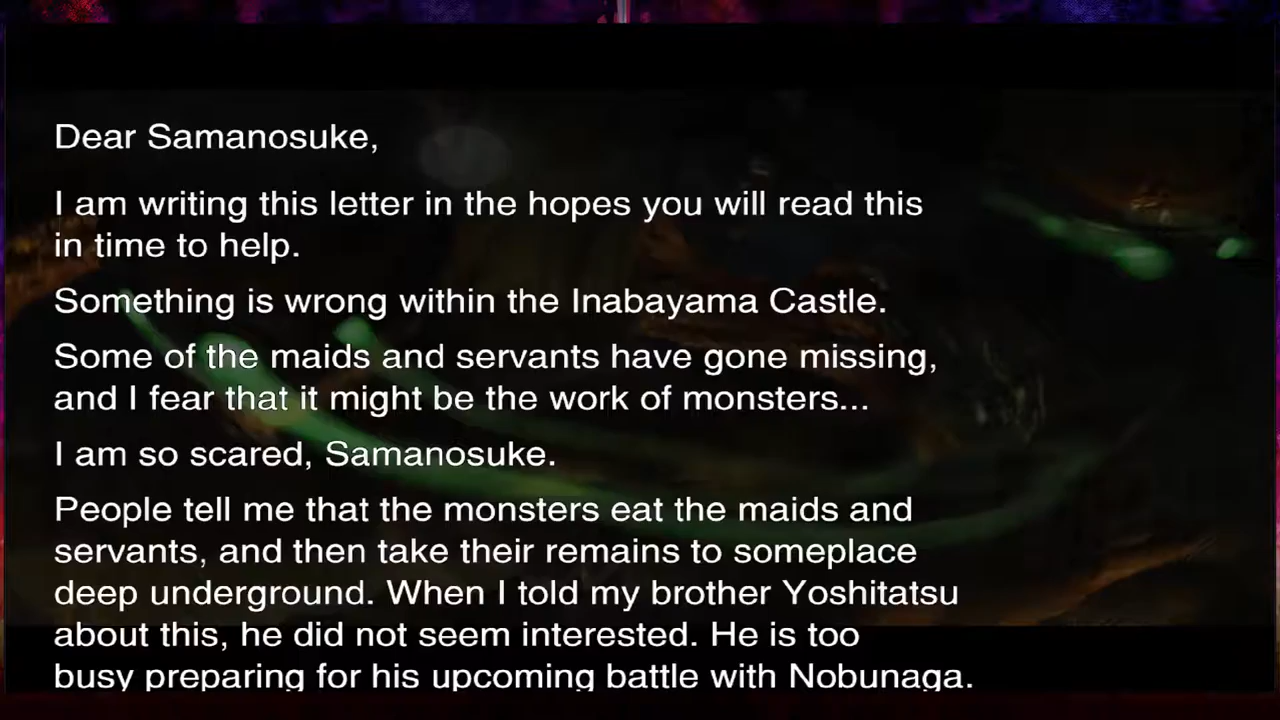 Dear Samanosuke,
I am writing this letter in the hopes you will read this
in time to help.
Something is wrong within the Inabayama Castle.
Some of the maids and servants have gone missing,
and I fear that it might be the work of monsters...
I am so scared, Samanosuke.
People tell me that the monsters eat the maids and
servants, and then take their remains to someplace
deep underground. When I told my brother Yoshitatsu
about this, he did not seem interested. He is too
busy preparing for his upcoming battle with Nobunaga.